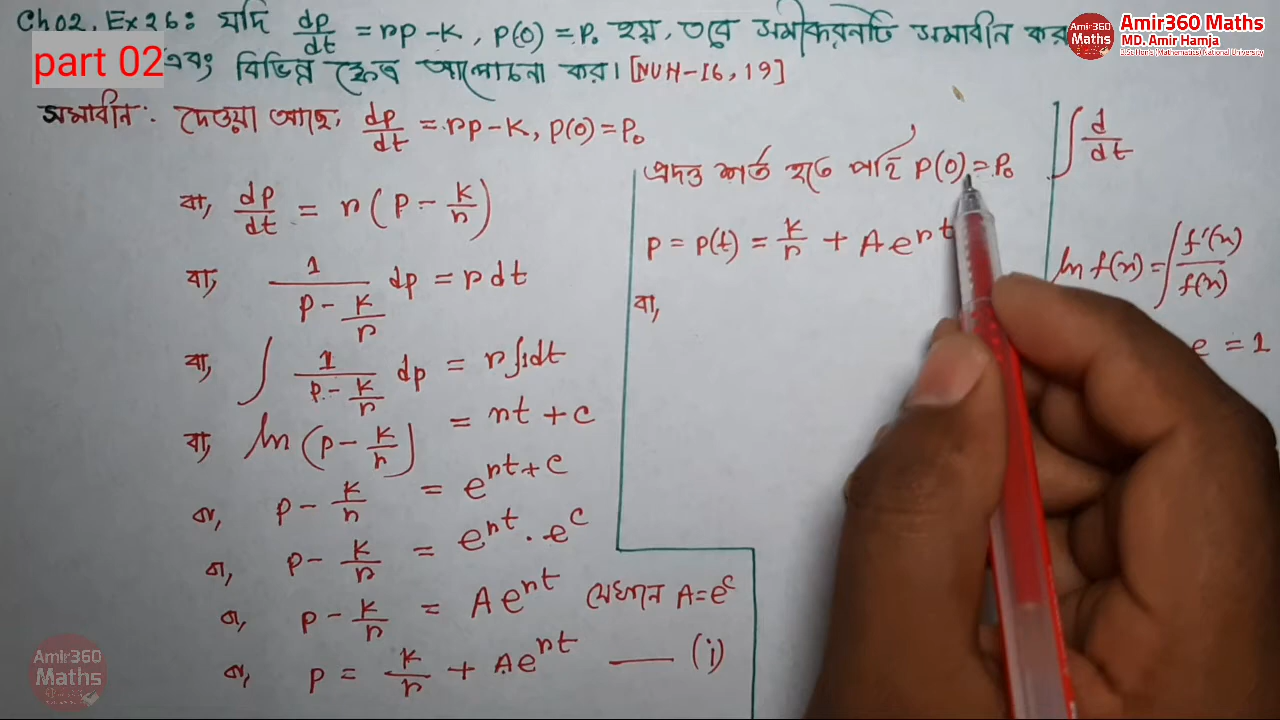 Ch02. Ex26: যদি dp/dt = rp - K, p(0) = P₀ হয়, তবে সমীকরনটি সমাধান কর
এবং বিভিন্ন ক্ষেত্র আলোচনা কর। [NUH-16, 19]
part 02
Amir360 Maths
MD. Amir Hamja
সমাধান: দেওয়া আছে, dp/dt = rp - K, p(0) = P₀
বা, dp/dt = r(p - K/r)
বা, 1/(p - K/r) dp = r dt
বা, ∫ 1/(p - K/r) dp = r ∫1dt
বা, ln(p - K/r) = rt + c
বা, p - K/r = e^(rt+c)
বা, p - K/r = e^(rt) . e^c
বা, p - K/r = Ae^(rt) যেখানে A = e^c
বা, p = K/r + Ae^(rt) — (i)
প্রদত্ত শর্ত হতে পাই, P(0) = P₀
p = p(t) = K/r + Ae^(rt)
বা,
∫ d/dt
ln f(x) = ∫ f'(x)/f(x)
e = 1
Amir360
Maths